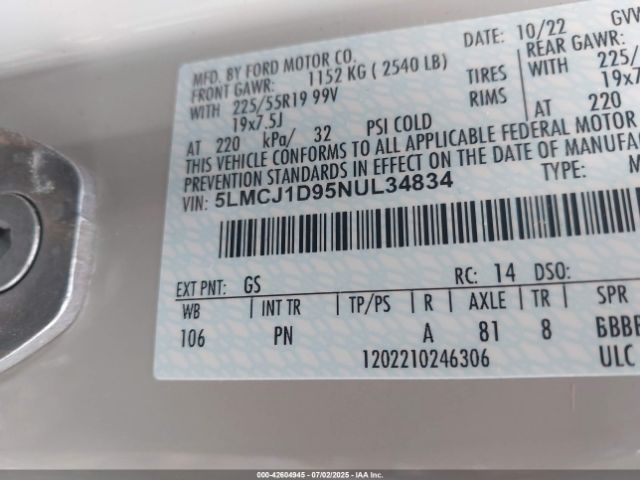 MFD. BY FORD MOTOR CO.
DATE: 10/22 GVW
FRONT GAWR: 1152 KG ( 2540 LB)
REAR GAWR:
WITH 225/55R19 99V TIRES WITH 225/
19x7.5J RIMS 19x7.
AT 220 kPa/ 32 PSI COLD AT 220
THIS VEHICLE CONFORMS TO ALL APPLICABLE FEDERAL MOTOR
PREVENTION STANDARDS IN EFFECT ON THE DATE OF MANUFAC
VIN: 5LMCJ1D95NUL34834 TYPE:
EXT PNT: GS RC: 14 DSO:
WB INT TR TP/PS R AXLE TR SPR
106 PN A 81 8
1202210246306 ULC
000-42604945 - 07/02/2025 - IAA Inc.